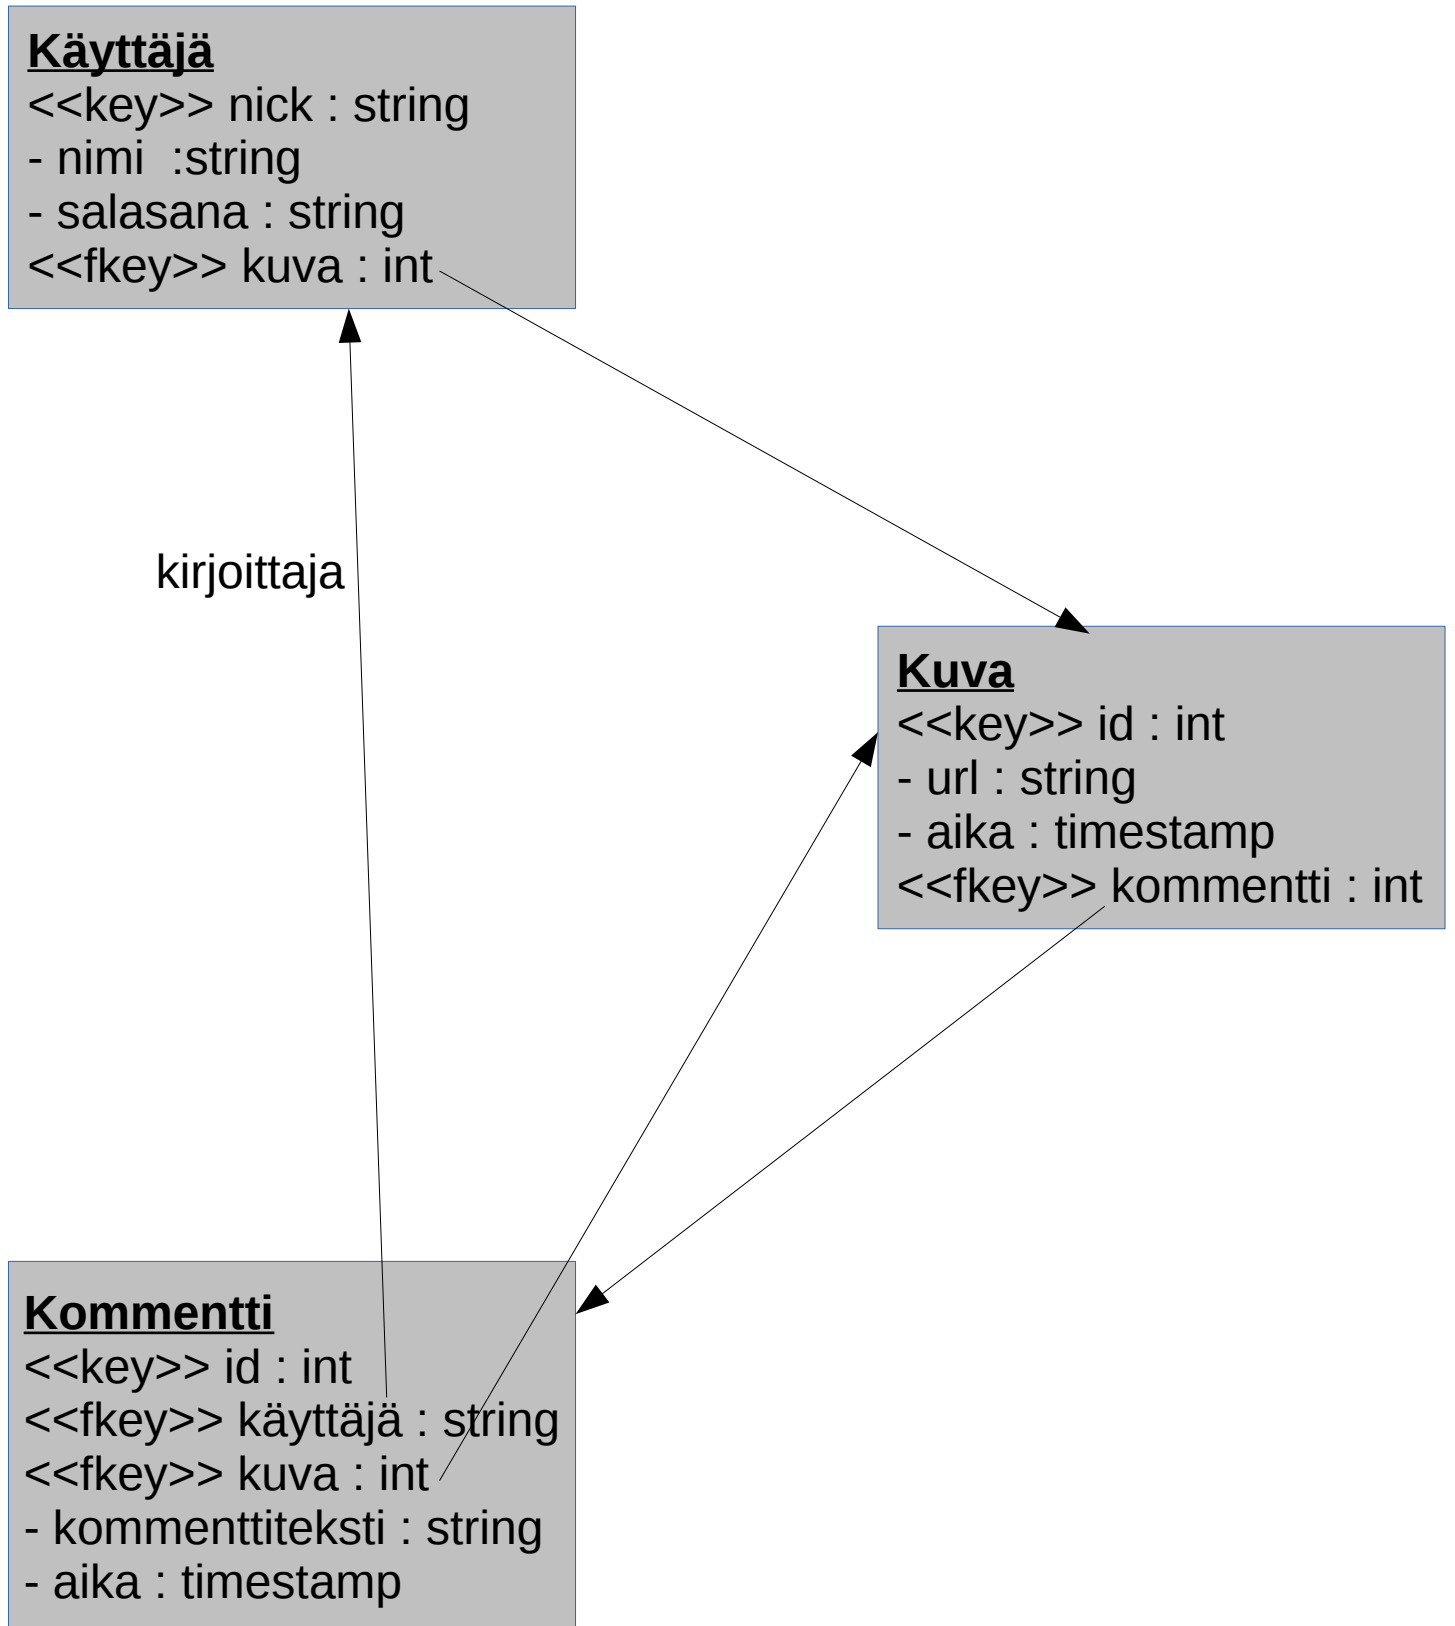 Käyttäjä
<<key>> nick : string
- nimi  :string
- salasana : string
<<fkey>> kuva : int
kirjoittaja
Kuva
<<key>> id : int
- url : string
- aika : timestamp
<<fkey>> kommentti : int
Kommentti
<<key>> id : int
<<fkey>> käyttäjä : string
<<fkey>> kuva : int
- kommenttiteksti : string
- aika : timestamp